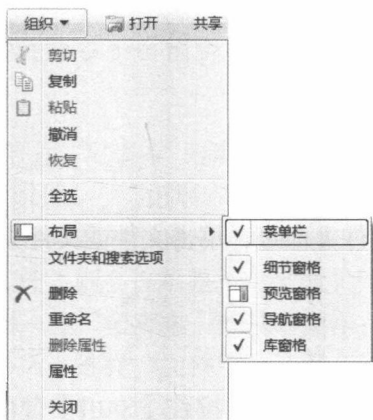 组织 打开 共享
剪切
复制
粘贴
撤消
恢复
全选
布局
菜单栏
文件夹和搜索选项
细节窗格
删除
预览窗格
重命名
导航窗格
删除属性
库窗格
属性
关闭